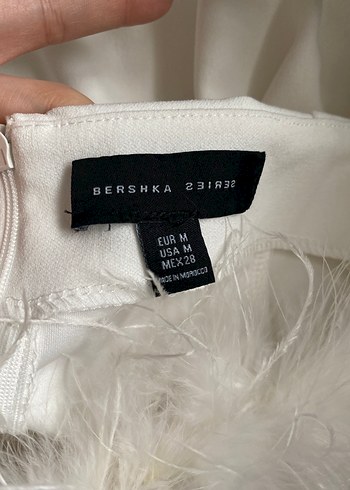 BERSHKA SERIES
EUR M
USA M
MEX 28
MADE IN MOROCCO